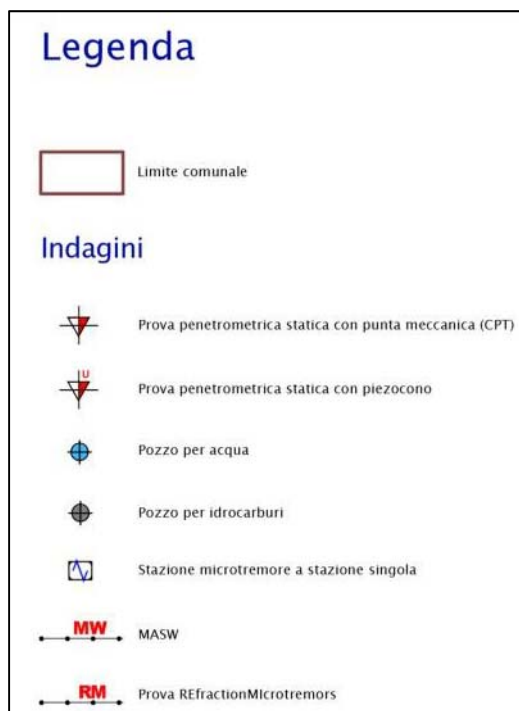 Legenda
Limite comunale
Indagini
Prova penetrometrica statica con punta meccanica (CPT)
U
Prova penetrometrica statica con piezocono
Pozzo per acqua
Pozzo per idrocarburi
Stazione microtremore a stazione singola
MW
MASW
RM
Prova REfractionMIcrotremors